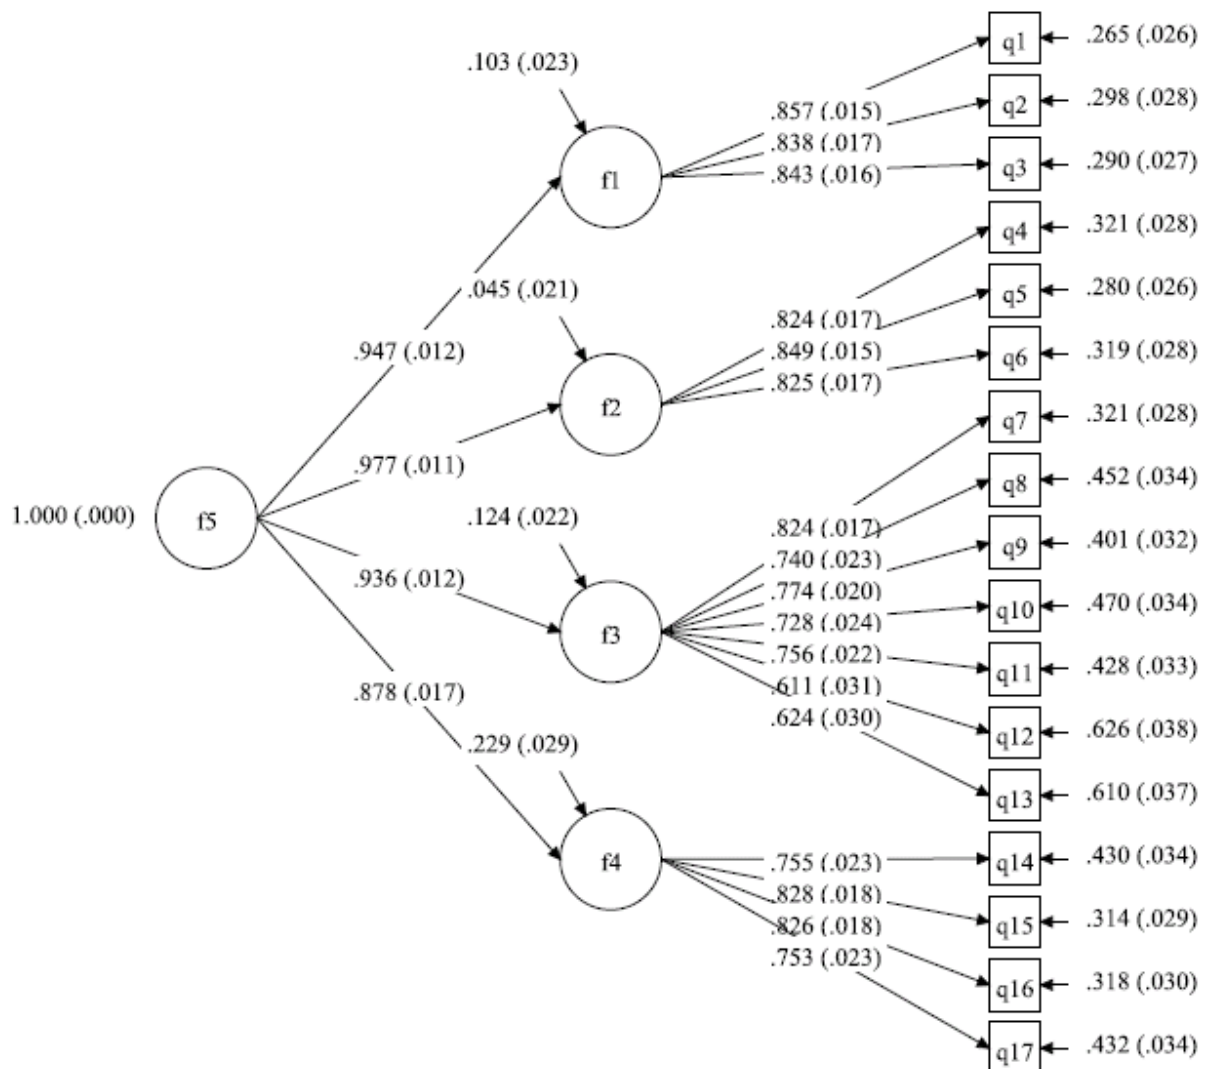 q1
.265 (.026)
.103 (.023)
.857 (.015)
q2
.298 (.028)
.838 (.017)
f1
.843 (.016)
q3
.290 (.027)
q4
.321 (.028)
.045 (.021)
q5
.280 (.026)
.824 (.017)
.947 (.012)
.849 (.015)
q6
.319 (.028)
f2
.825 (.017)
q7
.321 (.028)
.977 (.011)
q8
.452 (.034)
1.000 (.000)
f5
.124 (.022)
.824 (.017)
q9
.401 (.032)
.740 (.023)
.936 (.012)
.774 (.020)
q10
.470 (.034)
.728 (.024)
f3
.756 (.022)
q11
.428 (.033)
.878 (.017)
.611 (.031)
.624 (.030)
q12
.626 (.038)
.229 (.029)
q13
.610 (.037)
f4
.755 (.023)
q14
.430 (.034)
.828 (.018)
q15
.314 (.029)
.826 (.018)
.753 (.023)
q16
.318 (.030)
q17
.432 (.034)